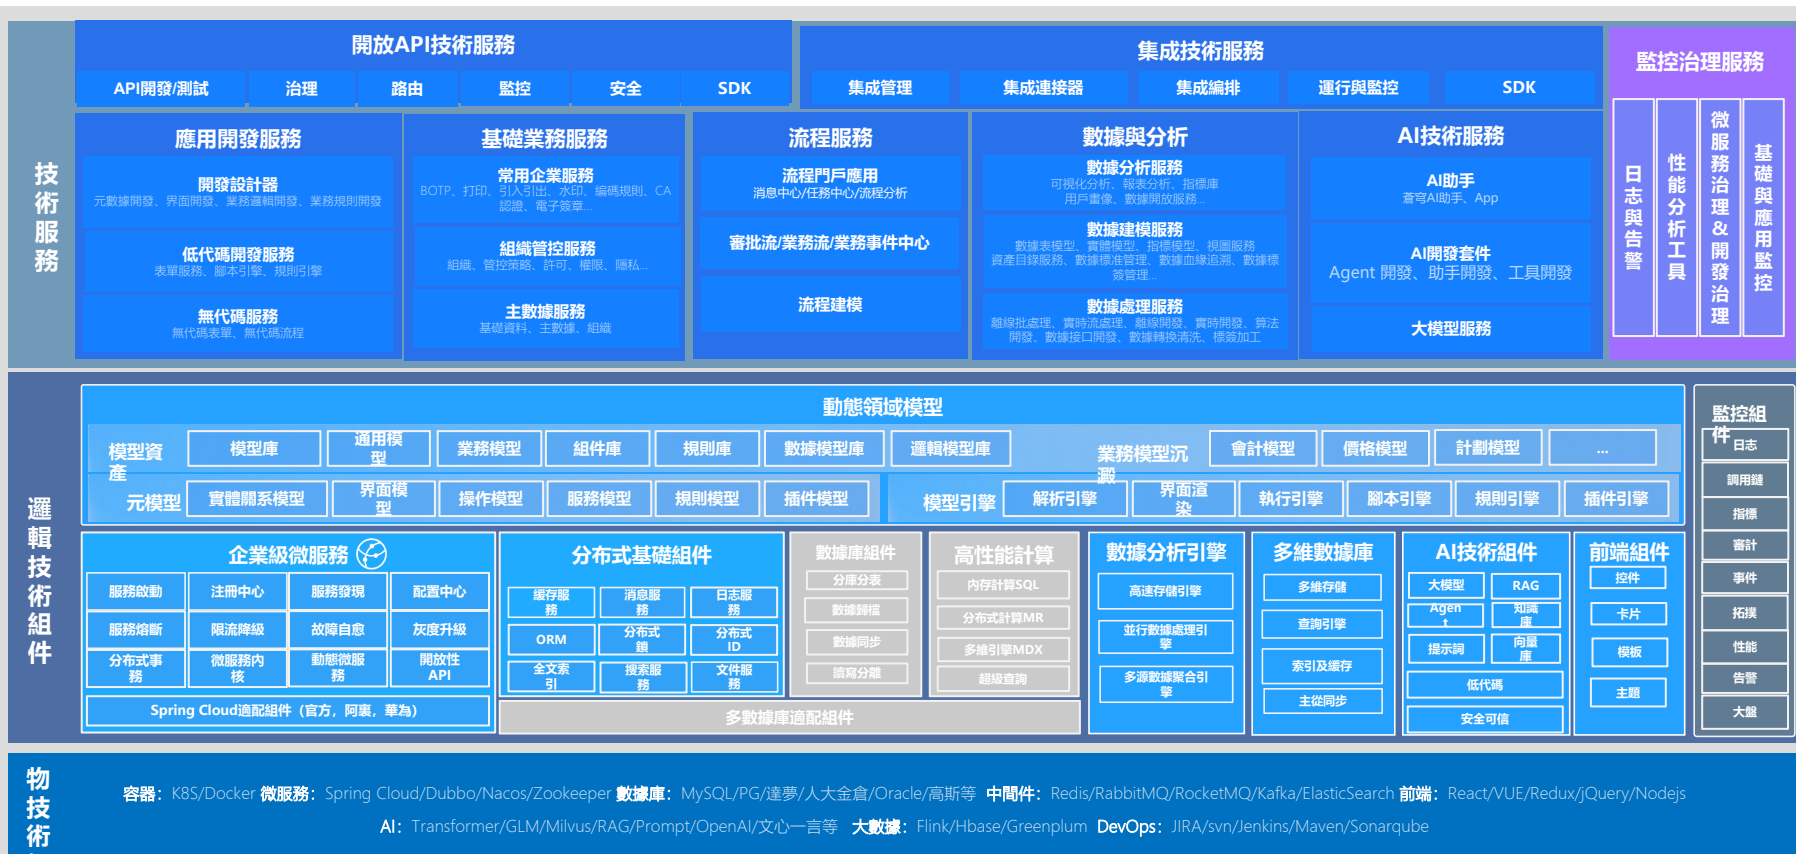 技術服務
開放API技術服務
API開發/測試 治理 路由 監控 安全 SDK
集成技術服務
集成管理 集成連接器 集成編排 運行與監控 SDK
應用開發服務
開發設計器
元數據開發、界面開發、業務邏輯開發、業務規則開發
低代碼開發服務
表單服務、腳本引擎、規則引擎
無代碼服務
無代碼表單、無代碼流程
基礎業務服務
常用企業服務
BOTP、打印、引入引出、水印、編碼規則、CA
認證、電子簽章...
組織管控服務
組織、管控策略、許可、權限、隱私...
主數據服務
基礎資料、主數據、組織
流程服務
流程門戶應用
消息中心/任務中心/流程分析
審批流/業務流/業務事件中心
流程建模
數據與分析
數據分析服務
可視化分析、報表分析、指標庫
用戶畫像、數據開放服務...
數據建模服務
數據表模型、實體模型、指標模型、視圖服務
資產目錄服務、數據標准管理、數據血緣追溯、數據標
簽管理...
數據處理服務
離線批處理、實時流處理、離線開發、實時開發、算法
開發、數據接口開發、數據轉換清洗、標簽加工
AI技術服務
AI助手
蒼穹AI助手、App
AI開發套件
Agent 開發、助手開發、工具開發
大模型服務
監控治理服務
日志與告警
性能分析工具
微服務治理&開發治理
基礎與應用監控
邏輯技術組件
動態領域模型
模型資
產
模型庫
通用模
型
業務模型 組件庫 規則庫 數據模型庫 邏輯模型庫
業務模型沉
澱
會計模型 價格模型 計劃模型 ...
元模型
實體關系模型
界面模
型
操作模型 服務模型 規則模型 插件模型
模型引擎
解析引擎
界面渲
染
執行引擎 腳本引擎 規則引擎 插件引擎
企業級微服務
服務啟動 注冊中心 服務發現 配置中心
服務熔斷 限流降級 故障自愈 灰度升級
分布式事
務
微服務內
核
動態微服
務
開放性
API
Spring Cloud適配組件（官方，阿裏，華為）
分布式基礎組件
緩存服
務
消息服
務
日志服
務
ORM
分布式
鎖
分布式
ID
全文索
引
搜索服
務
文件服
務
數據庫組件
分庫分表
數據歸檔
數據同步
讀寫分離
高性能計算
內存計算SQL
分布式計算MR
多維引擎MDX
超級查詢
多數據庫適配組件
數據分析引擎
高速存儲引擎
並行數據處理引
擎
多源數據聚合引
擎
多維數據庫
多維存儲
查詢引擎
索引及緩存
主從同步
AI技術組件
大模型 RAG
Agen
t
知識
庫
提示詞
向量
庫
低代碼
安全可信
前端組件
控件
卡片
模板
主題
監控組
件
日志
調用鏈
指標
審計
事件
拓撲
性能
告警
大盤
物技術
容器：K8S/Docker 微服務：Spring Cloud/Dubbo/Nacos/Zookeeper 數據庫：MySQL/PG/達夢/人大金倉/Oracle/高斯等 中間件：Redis/RabbitMQ/RocketMQ/Kafka/ElasticSearch 前端：React/VUE/Redux/jQuery/Nodejs
AI：Transformer/GLM/Milvus/RAG/Prompt/OpenAI/文心一言等 大數據：Flink/Hbase/Greenplum DevOps：JIRA/svn/Jenkins/Maven/Sonarqube